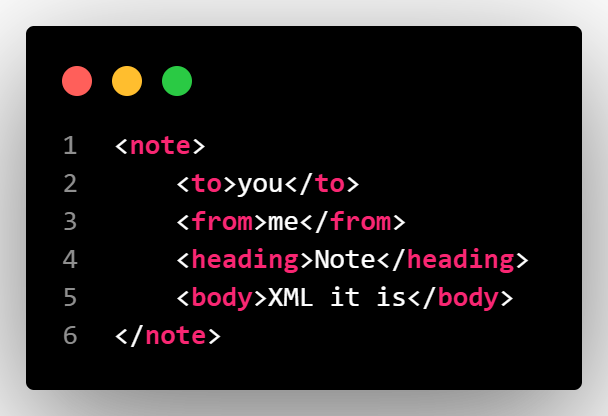 1 <note>
2     <to>you</to>
3     <from>me</from>
4     <heading>Note</heading>
5     <body>XML it is</body>
6 </note>